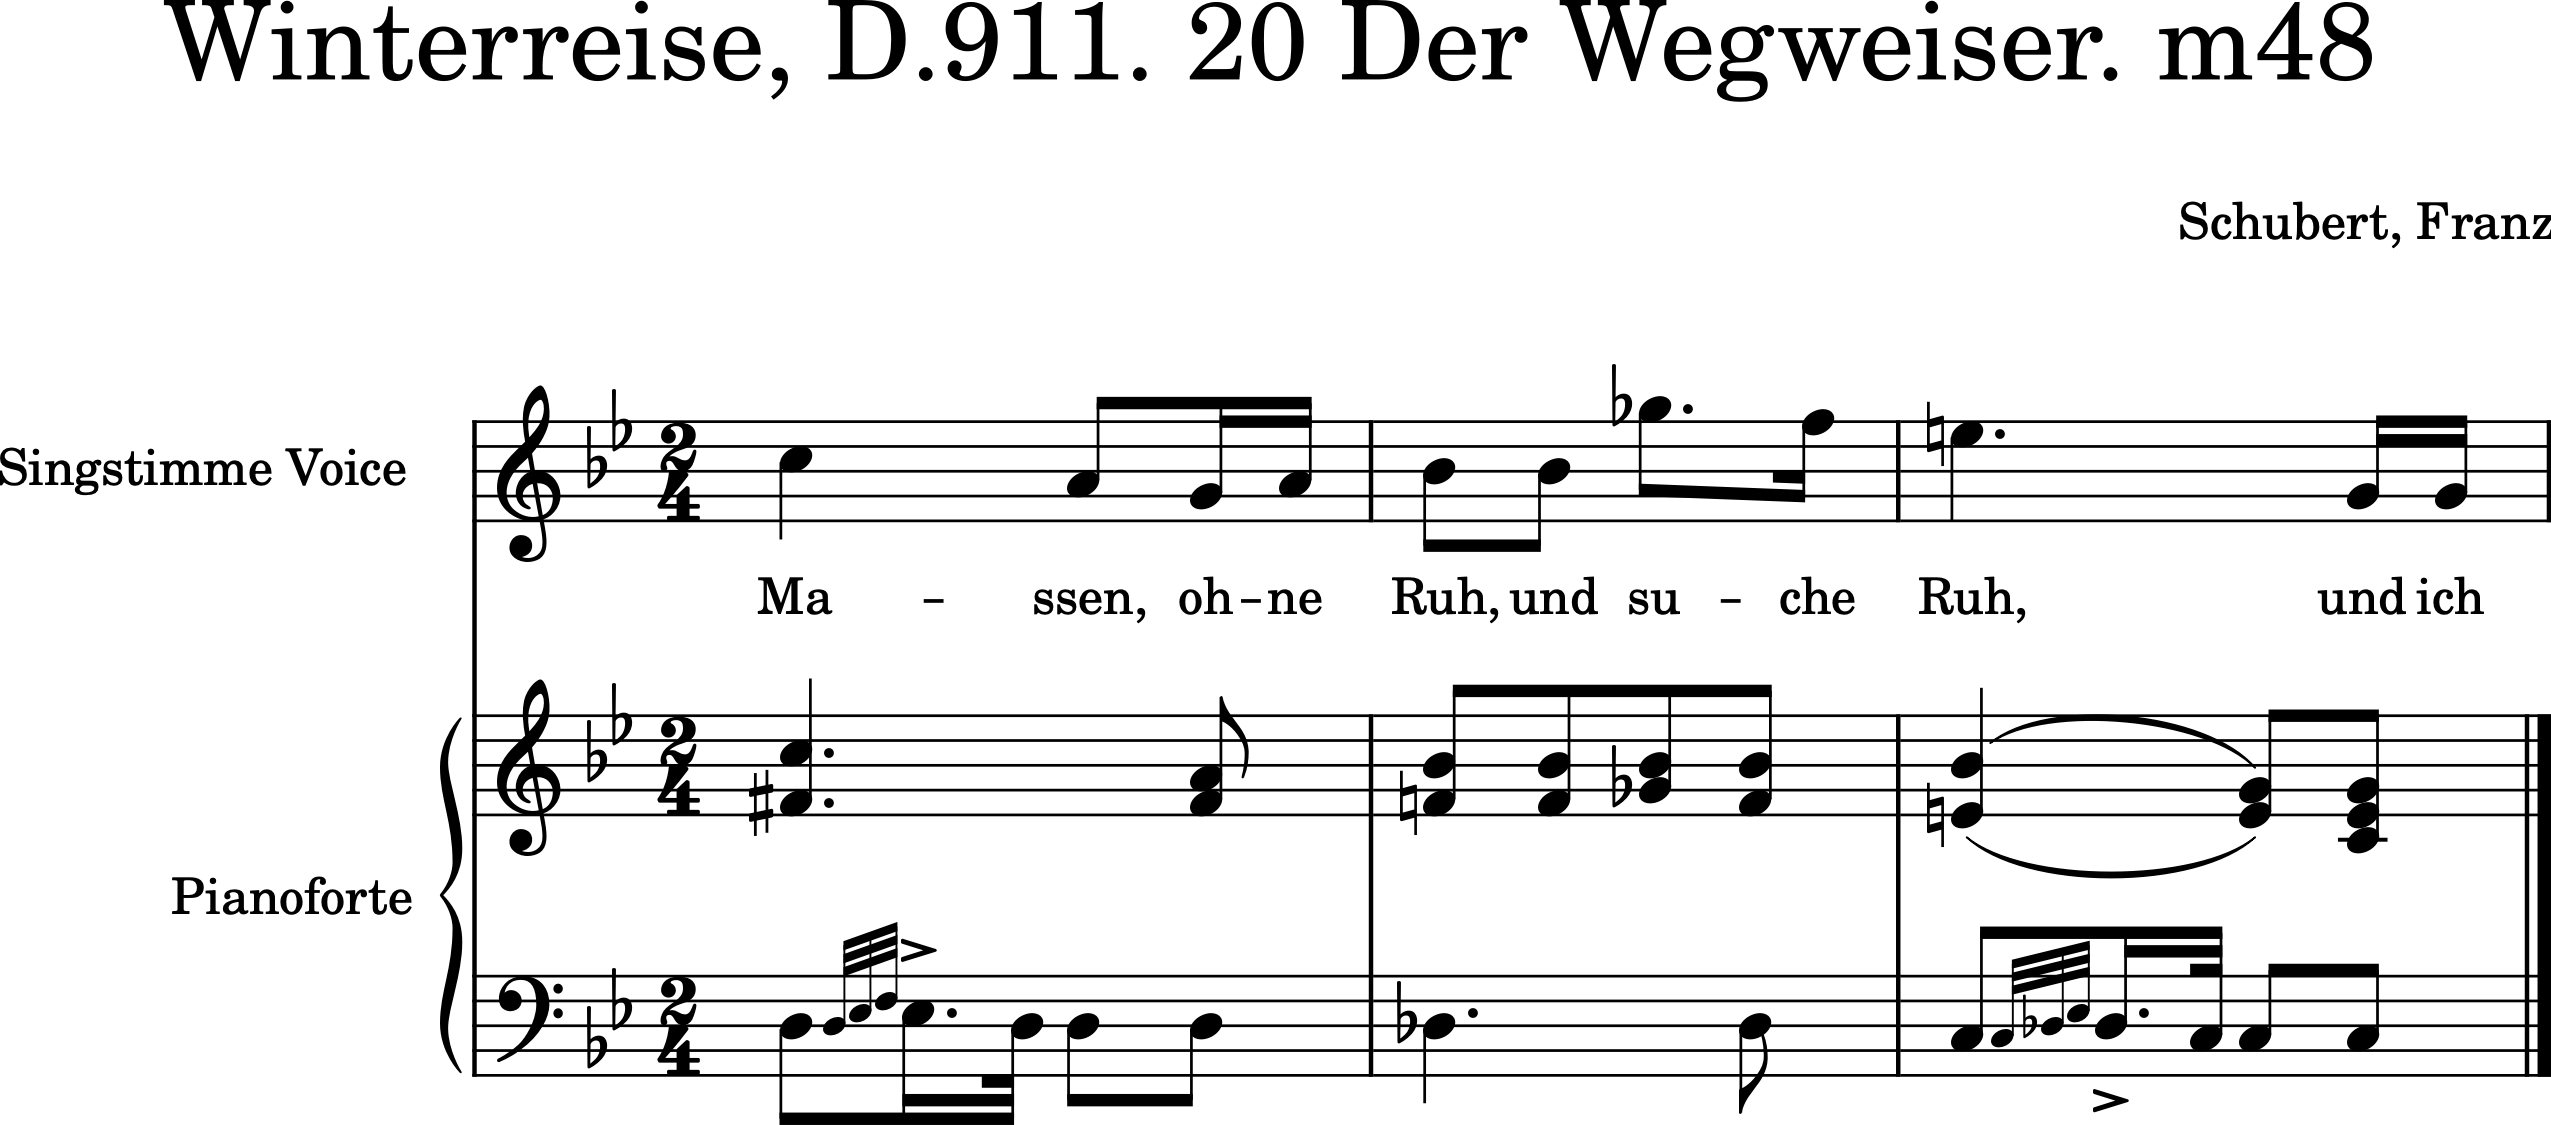 Winterreise, D.911. 20 Der Wegweiser. m48
Schubert, Franz
Singstimme Voice
Ma - ssen, oh-ne Ruh, und su - che Ruh, und ich
Pianoforte